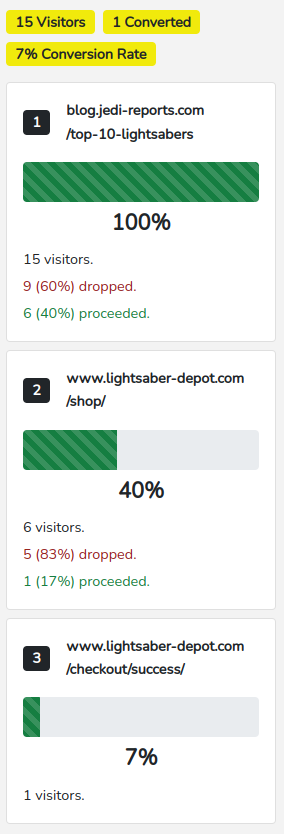 15 Visitors
1 Converted
7% Conversion Rate
1
blog.jedi-reports.com
/top-10-lightsabers
100%
15 visitors.
9 (60%) dropped.
6 (40%) proceeded.
2
www.lightsaber-depot.com
/shop/
40%
6 visitors.
5 (83%) dropped.
1 (17%) proceeded.
3
www.lightsaber-depot.com
/checkout/success/
7%
1 visitors.